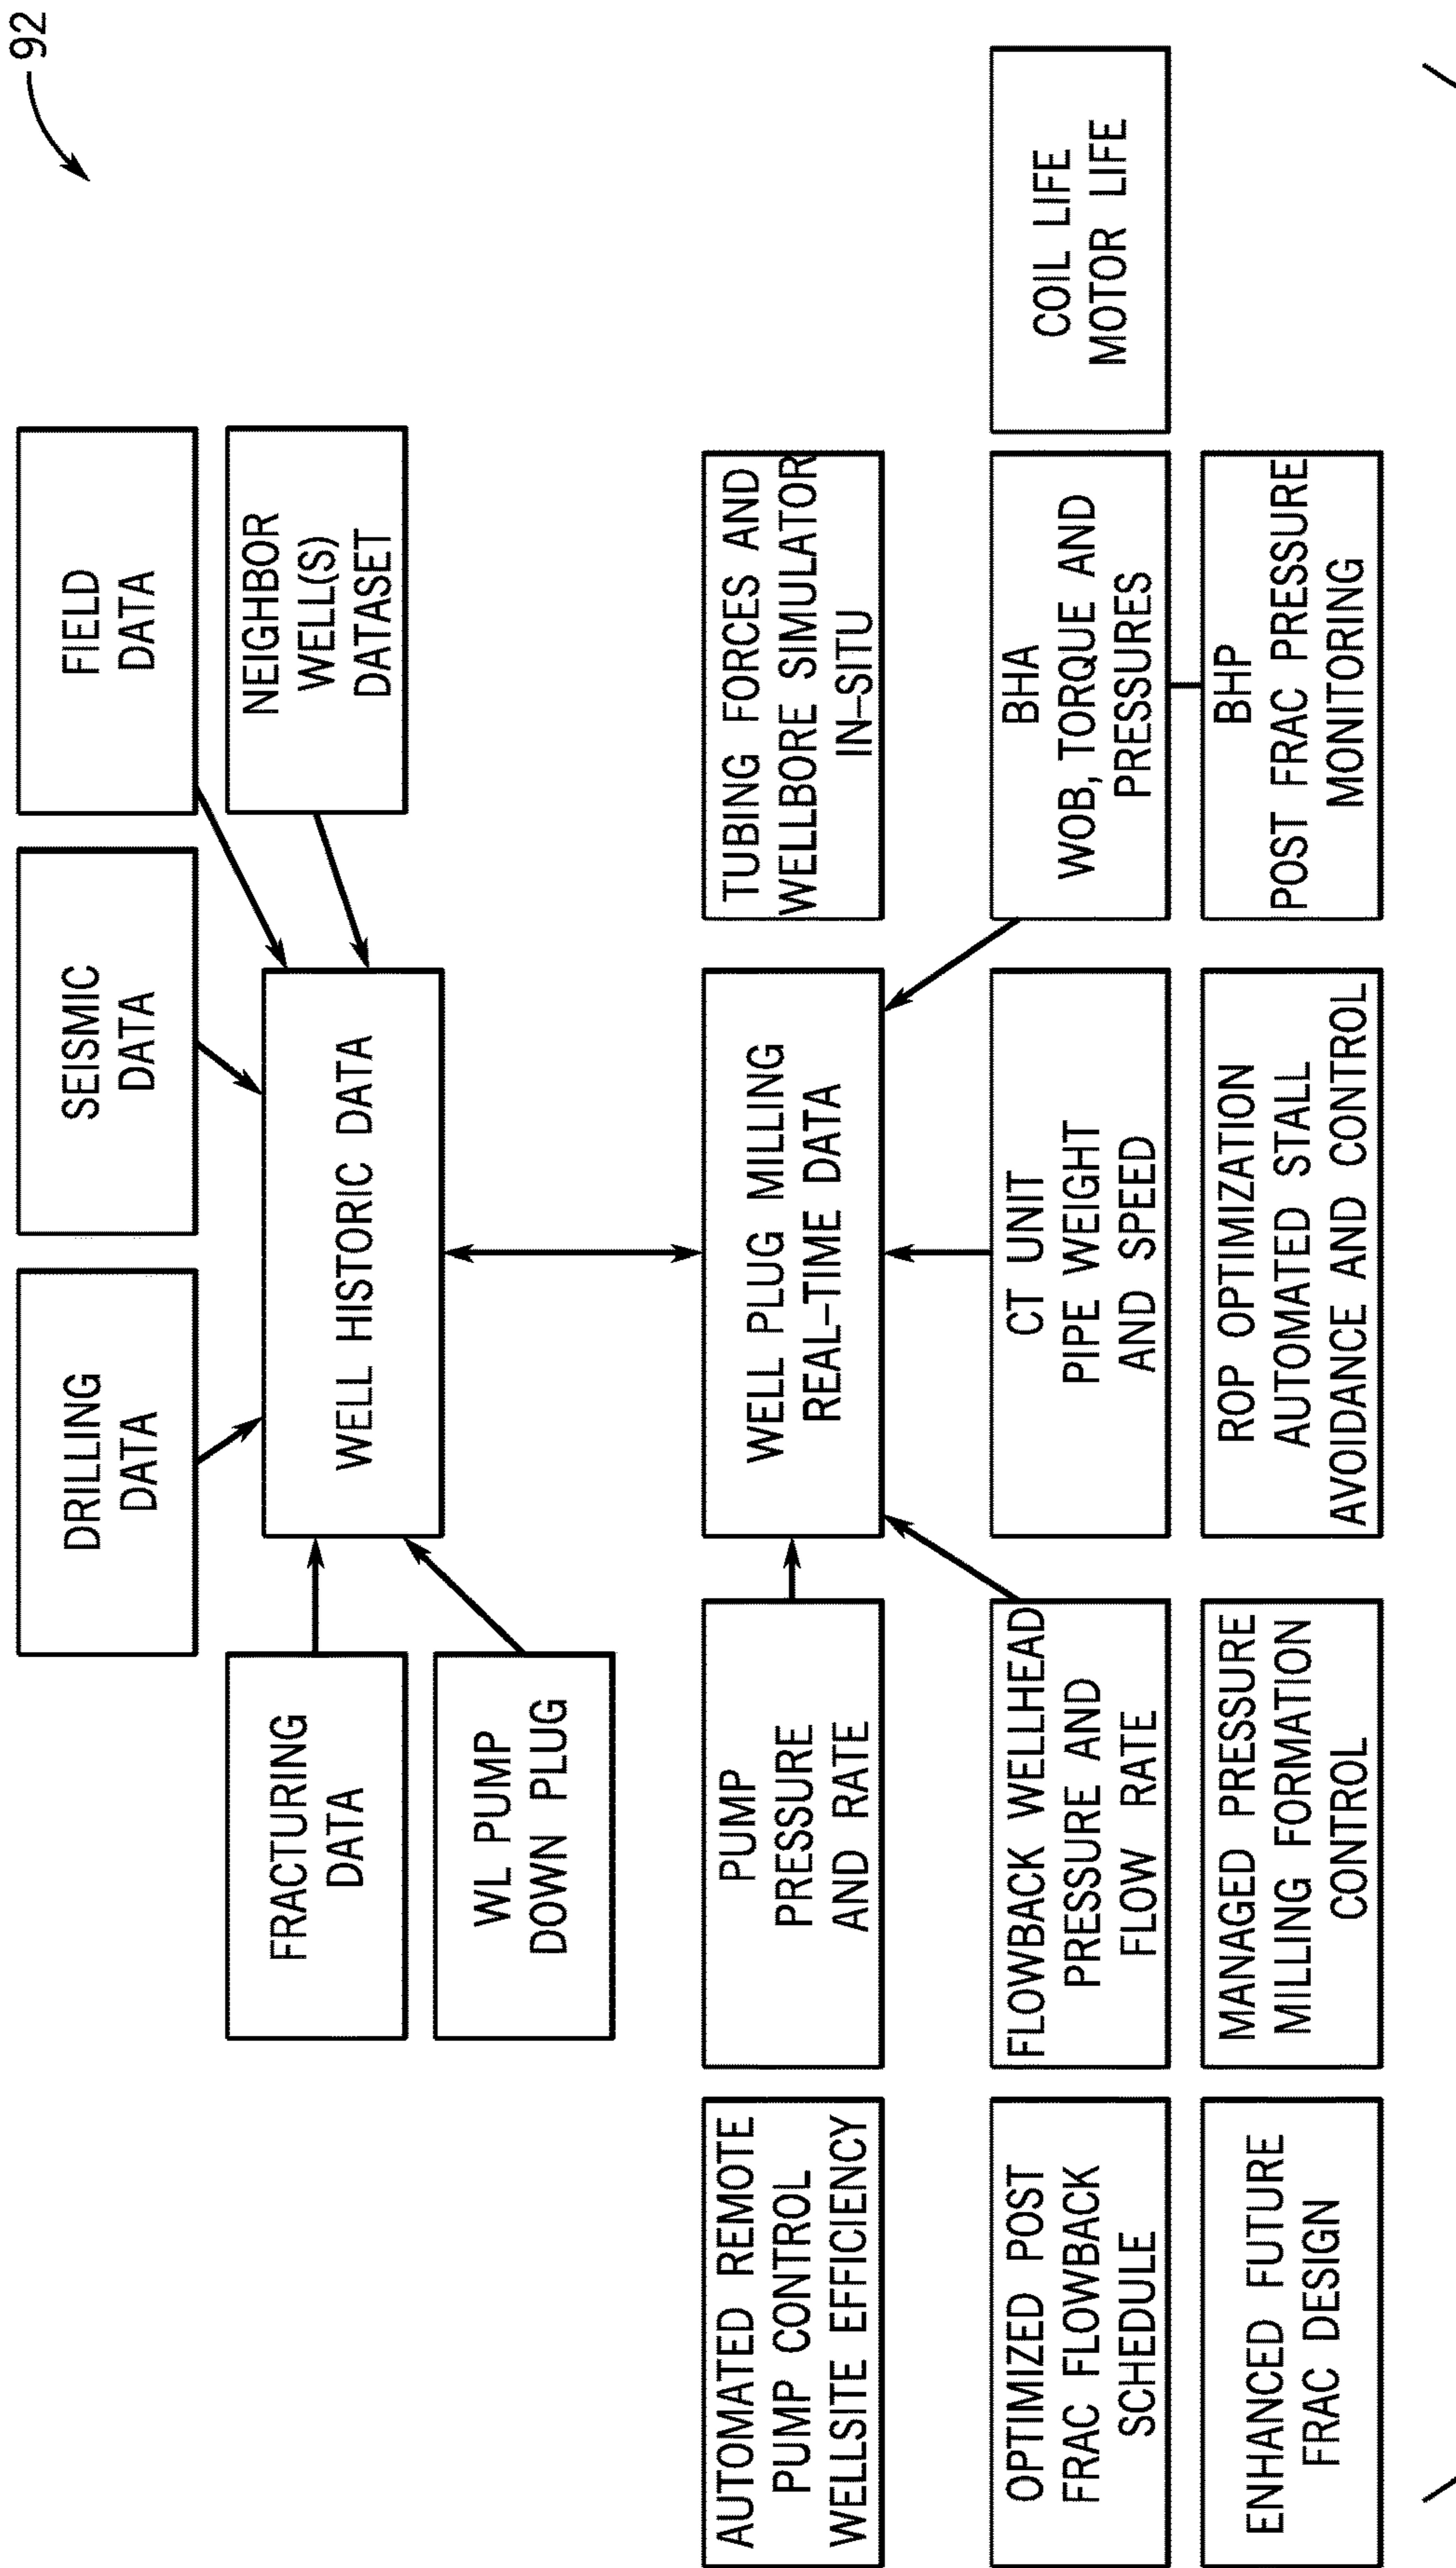 92
DRILLING
DATA
SEISMIC
DATA
FIELD
DATA
FRACTURING
DATA
NEIGHBOR
WELL(S)
DATASET
WELL HISTORIC DATA
WL PUMP
DOWN PLUG
AUTOMATED REMOTE
PUMP CONTROL
WELLSITE EFFICIENCY
PUMP
PRESSURE
AND RATE
WELL PLUG MILLING
REAL-TIME DATA
TUBING FORCES AND
WELLBORE SIMULATOR
IN-SITU
OPTIMIZED POST
FRAC FLOWBACK
SCHEDULE
FLOWBACK WELLHEAD
PRESSURE AND
FLOW RATE
CT UNIT
PIPE WEIGHT
AND SPEED
BHA
WOB, TORQUE AND
PRESSURES
COIL LIFE
MOTOR LIFE
ENHANCED FUTURE
FRAC DESIGN
MANAGED PRESSURE
MILLING FORMATION
CONTROL
ROP OPTIMIZATION
AUTOMATED STALL
AVOIDANCE AND CONTROL
BHP
POST FRAC PRESSURE
MONITORING